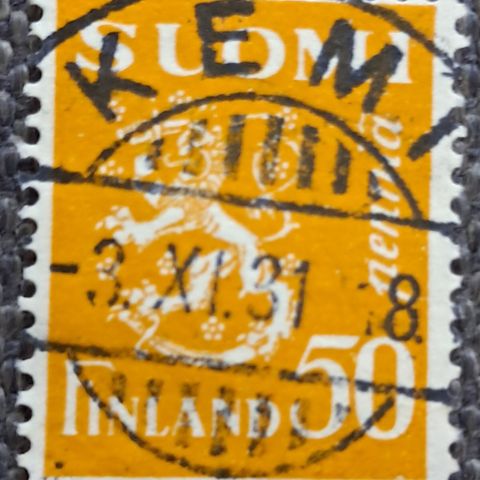 SUOMI
KEMI
penniä
-3.XI.31 8
50
FINLAND